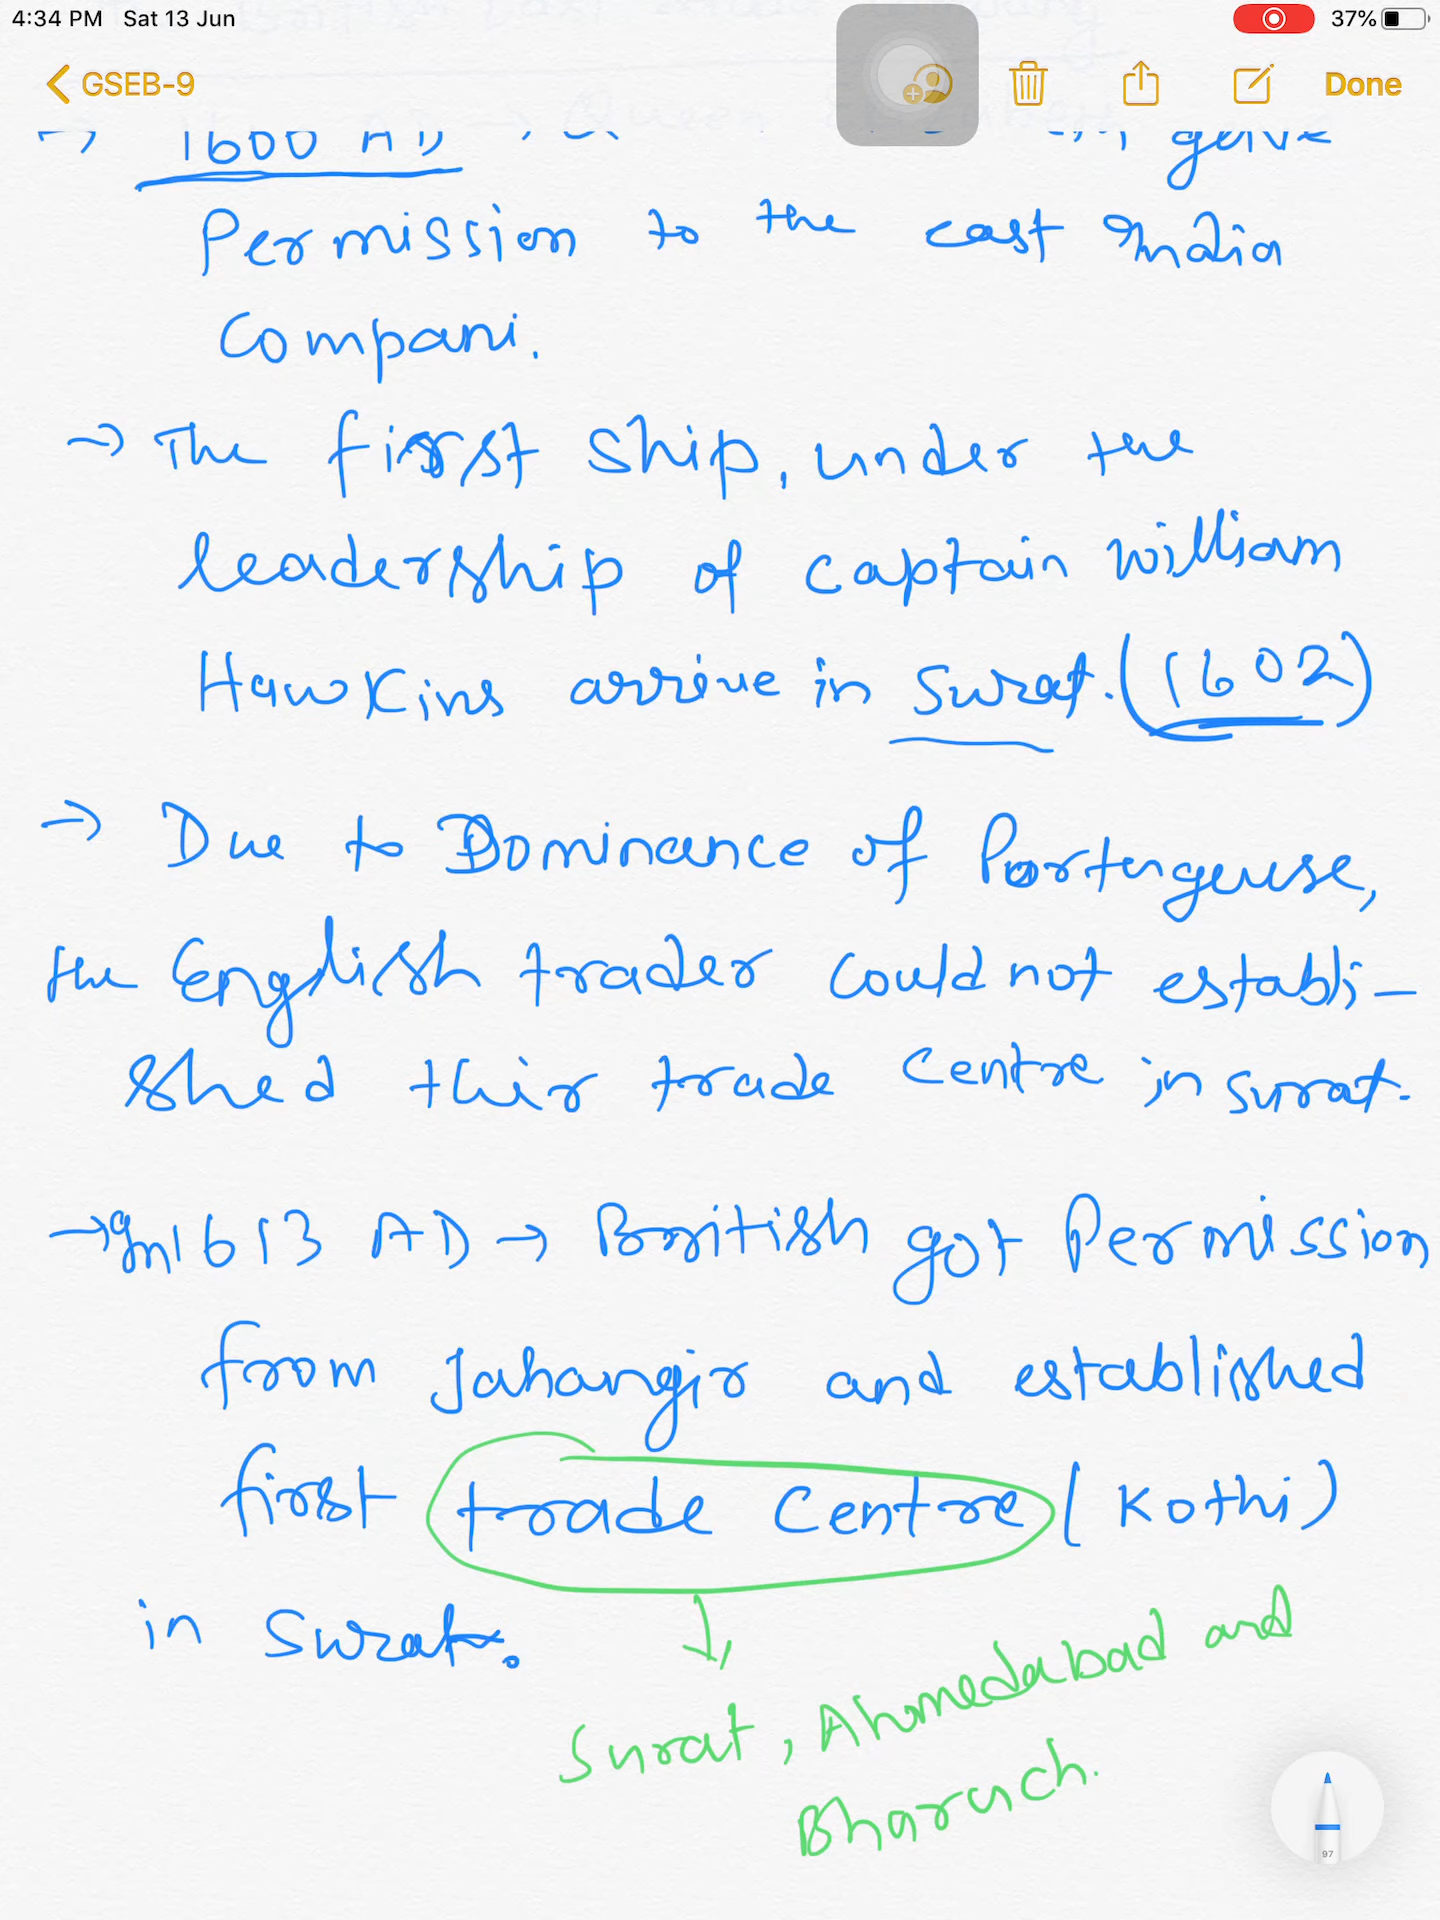 4:34 PM Sat 13 Jun
37%
GSEB-9
Done
→ 1600 AD gave
Permission to the east India
Compani.
→ The first ship, under the
leadership of captain william
Hawkins arrive in Surat. (1602)
→ Due to Dominance of Portengeuse,
the English trader could not establi-
shed thir trade Centre in surat.
→ In 1613 AD → British got Permission
from Jahangir and established
first trade Centre (Kothi)
in Surat.
↓
Surat, Ahmedabad and
Bharuch.
97